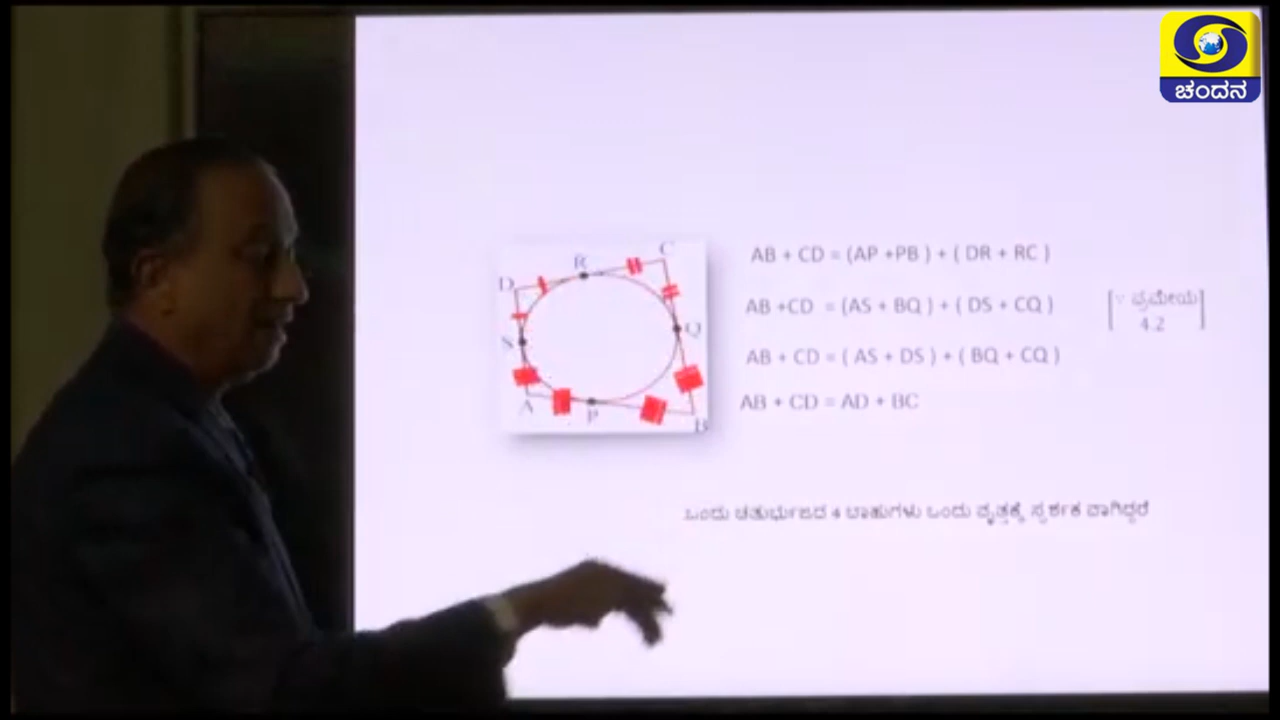 ಚಂದನ
AB + CD = (AP +PB ) + ( DR + RC )
AB +CD = (AS + BQ ) + ( DS + CQ )
[∵ ಪ್ರಮೇಯ 4.2]
AB + CD = ( AS + DS ) + ( BQ + CQ )
AB + CD = AD + BC
R
C
D
S
Q
A
P
B
ಒಂದು ಚತುರ್ಭುಜದ 4 ಬಾಹುಗಳು ಒಂದು ವೃತ್ತಕ್ಕೆ ಸ್ಪರ್ಶಕ ವಾಗಿದ್ದರೆ